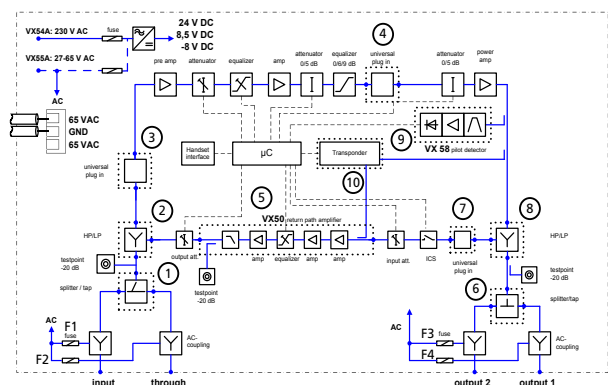 VX54A: 230 V AC
fuse
24 V DC
8,5 V DC
-8 V DC
VX55A: 27-65 V AC
AC
65 VAC
GND
65 VAC
pre amp
attenuator
equalizer
amp
attenuator
0/5 dB
equalizer
0/6/9 dB
4
universal
plug in
attenuator
0/5 dB
power
amp
3
universal
plug in
Handset
interface
µC
Transponder
9
VX 58 pilot detector
10
5
VX50 return path amplifier
2
HP/LP
output att.
amp
equalizer
amp
amp
input att.
ICS
7
universal
plug in
8
HP/LP
testpoint
-20 dB
testpoint
-20 dB
testpoint
-20 dB
1
splitter / tap
6
splitter/tap
AC
F1
fuse
F2
AC-
coupling
AC
F3 fuse
F4
AC-
coupling
input
through
output 2
output 1